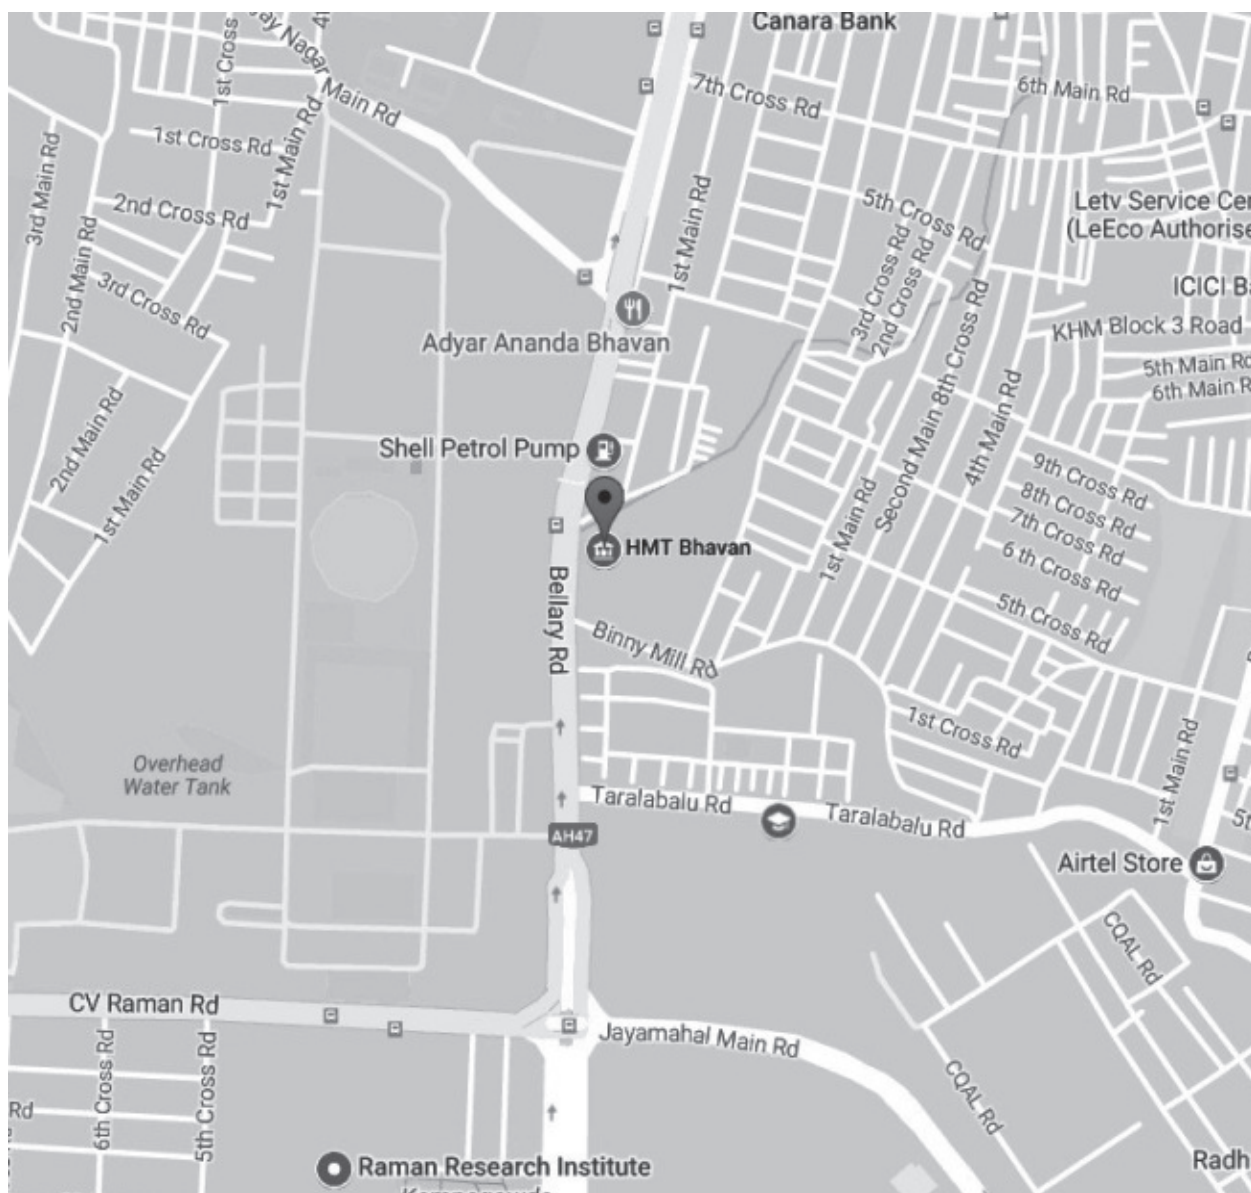 Canara Bank
1st Cross
Nagar Main Rd
7th Cross Rd
6th Main Rd
1st Cross Rd
1st Main Rd
3rd Main Rd
2nd Cross Rd
1st Main Rd
5th Cross Rd
Letv Service
(LeEco
2nd Main Rd
3rd Cross Rd
3rd Cross Rd
2nd Cross Rd
ICICI
Adyar Ananda Bhavan
KHM Block 3 Road
5th Main Rd
6th Main
2nd Main Rd
1st Main Rd
Shell Petrol Pump
Second Main 8th Cross Rd
4th Main Rd
9th Cross Rd
8th Cross Rd
7th Cross Rd
6 th Cross Rd
5th Cross Rd
1st Main Rd
HMT Bhavan
Bellary Rd
Binny Mill Rd
1st Cross Rd
1st Main Rd
Overhead
Water Tank
Taralabalu Rd
Taralabalu Rd
AH47
Airtel Store
CQAL Rd
CV Raman Rd
Jayamahal Main Rd
6th Cross Rd
5th Cross Rd
Rd
CQAL Rd
Raman Research Institute
Radh